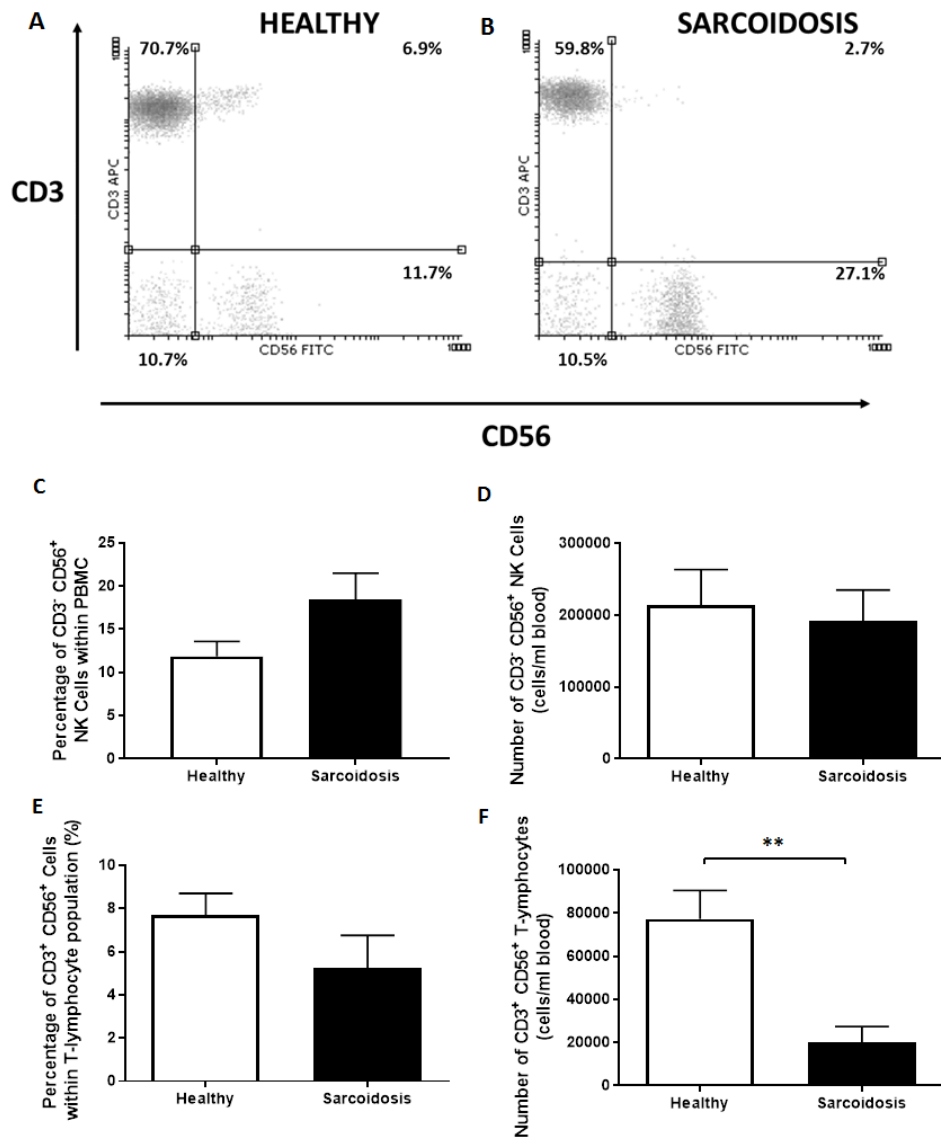 A
HEALTHY
B
SARCOIDOSIS
70.7%
6.9%
59.8%
2.7%
CD3
CD3 APC
CD3 APC
11.7%
27.1%
10.7%
CD56 FITC
10.5%
CD56 FITC
CD56
C
D
Percentage of CD3⁻ CD56⁺
NK Cells within PBMC
25
20
15
10
5
0
Healthy
Sarcoidosis
Number of CD3⁻ CD56⁺ NK Cells
(cells/ml blood)
300000
200000
100000
0
Healthy
Sarcoidosis
E
F
Percentage of CD3⁺ CD56⁺ Cells
within T-lymphocyte population (%)
10
8
6
4
2
0
Healthy
Sarcoidosis
Number of CD3⁺ CD56⁺ T-lymphocytes
(cells/ml blood)
100000
80000
60000
40000
20000
0
**
Healthy
Sarcoidosis